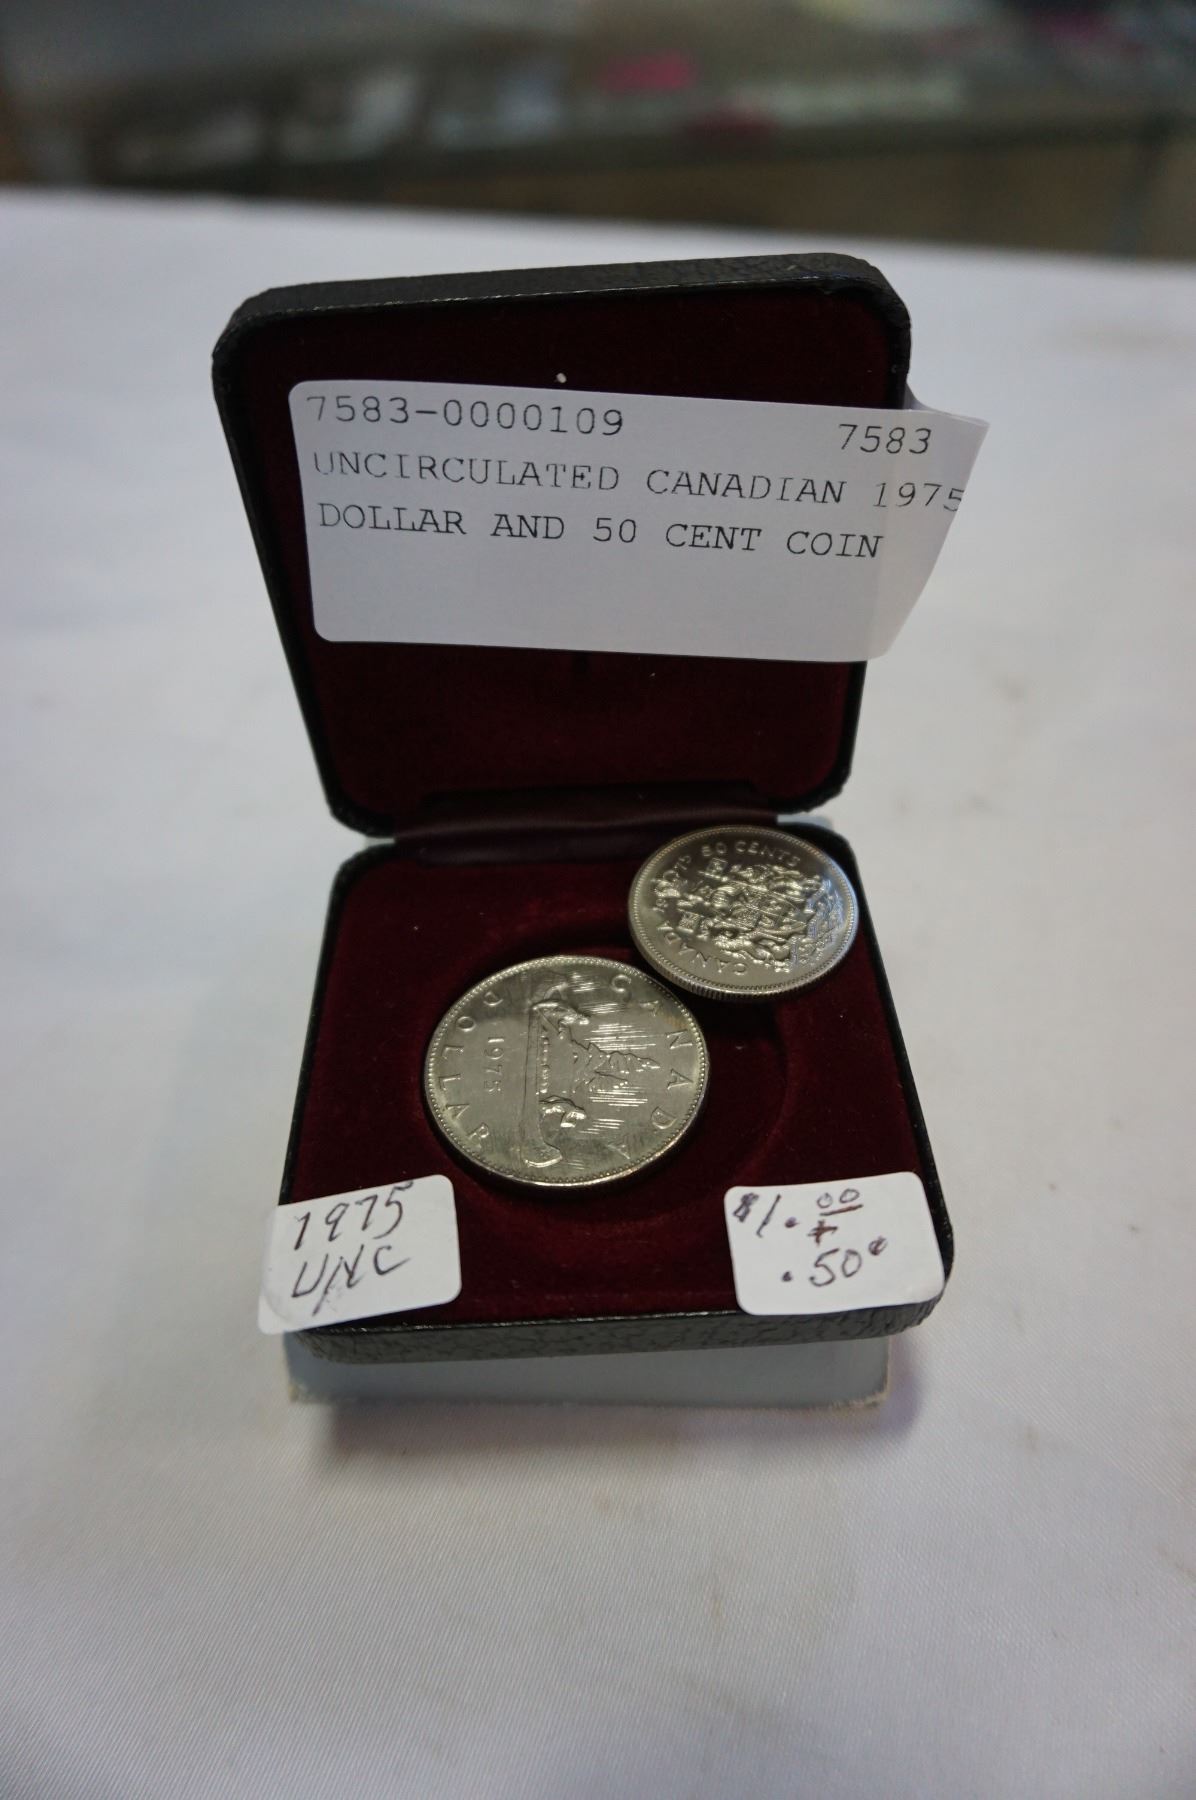 7583-0000109 7583
UNCIRCULATED CANADIAN 1975
DOLLAR AND 50 CENT COIN
CANADA 1975 50 CENTS
CANADA
DOLLAR
1975
1975
UNC
$1.00
+
.50¢